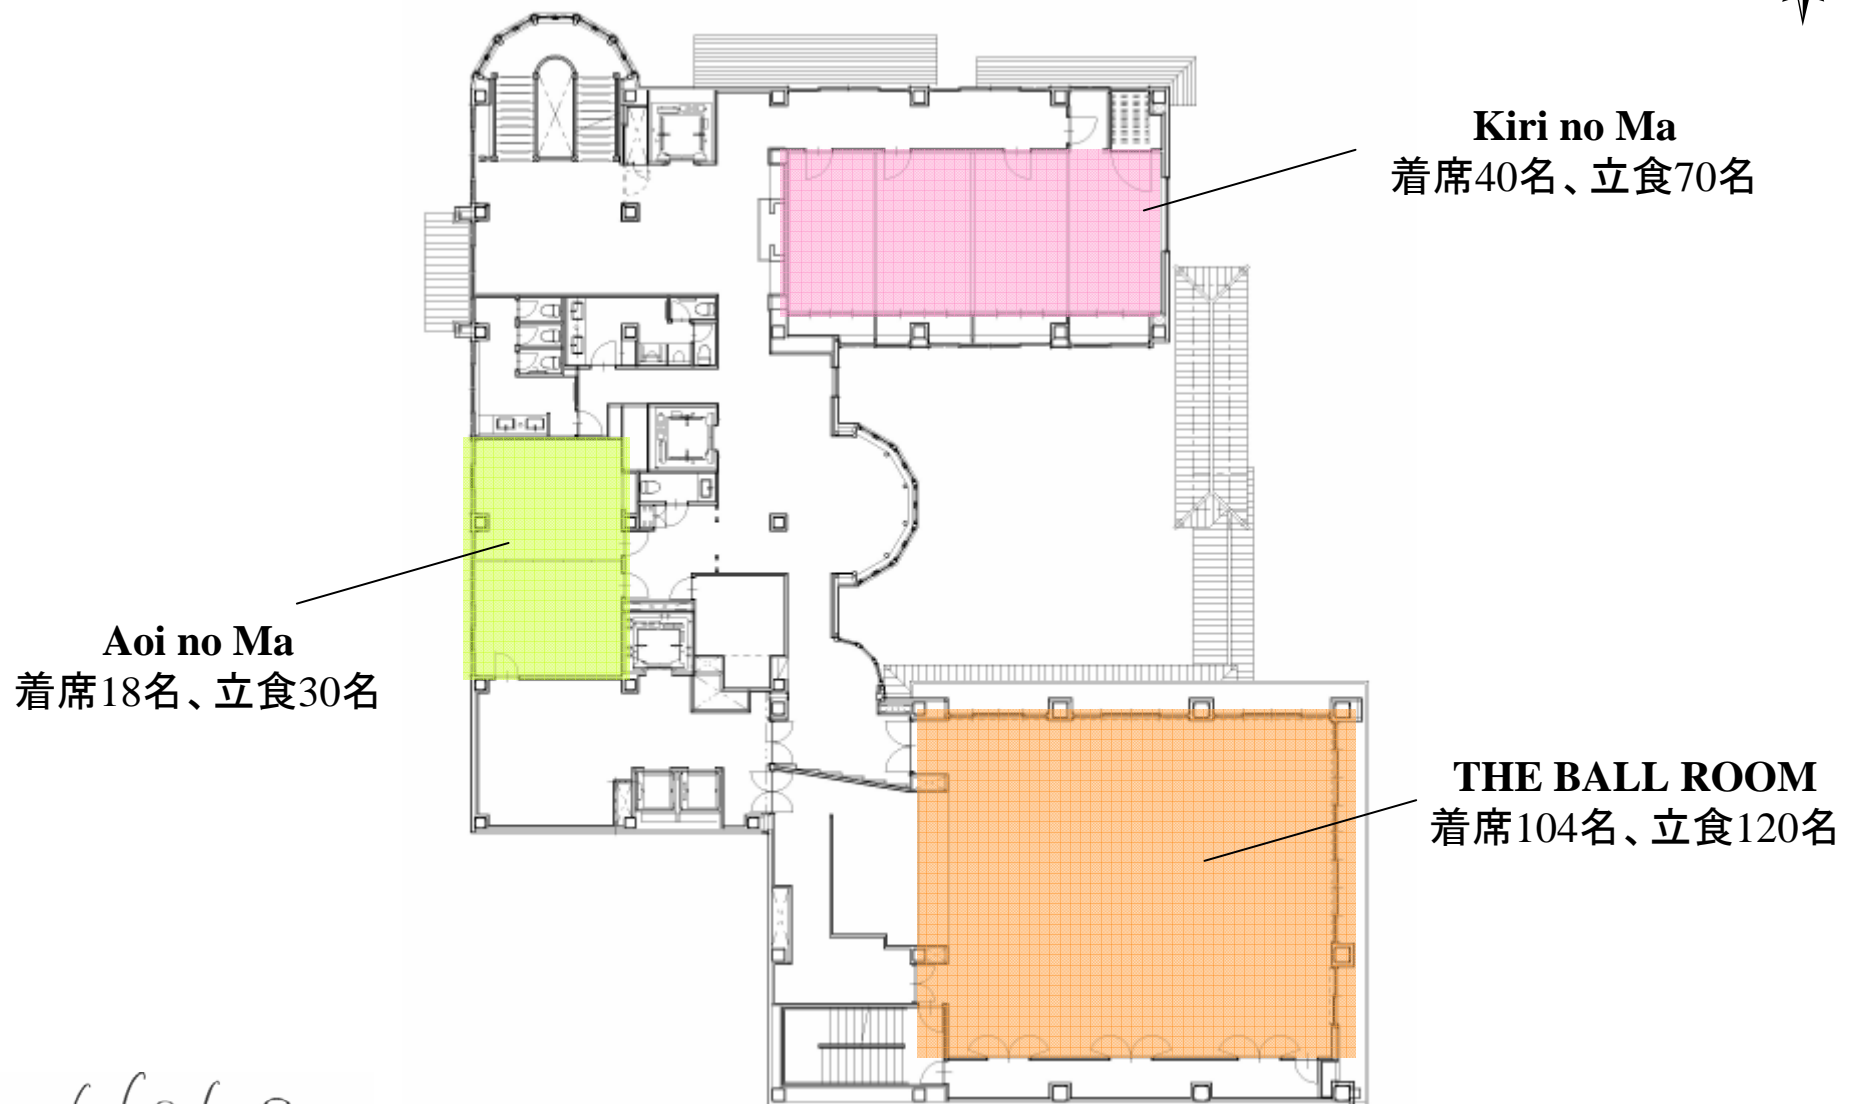 Kiri no Ma
着席40名、立食70名
Aoi no Ma
着席18名、立食30名
THE BALL ROOM
着席104名、立食120名